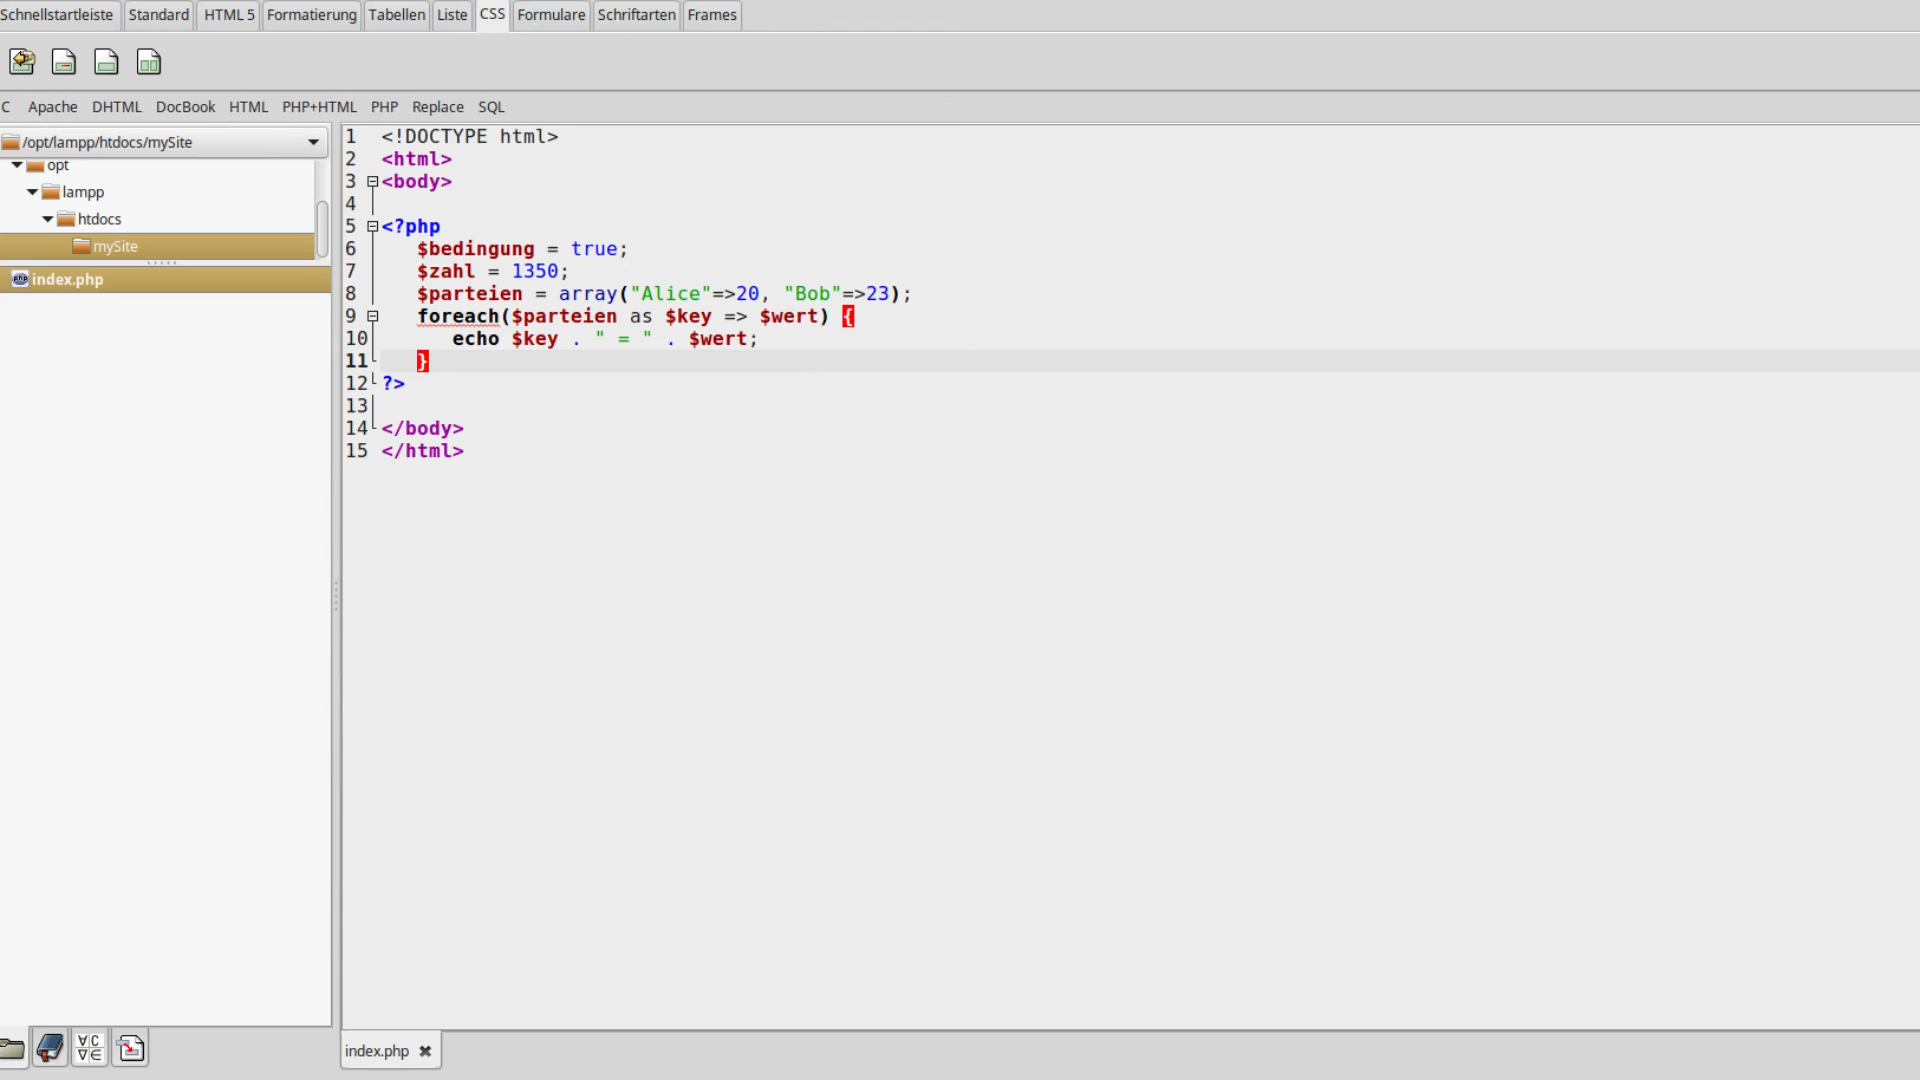 Schnellstartleiste Standard HTML 5 Formatierung Tabellen Liste CSS Formulare Schriftarten Frames
C Apache DHTML DocBook HTML PHP+HTML PHP Replace SQL
/opt/lampp/htdocs/mySite
opt
lampp
htdocs
mySite
index.php
1 <!DOCTYPE html>
2 <html>
3 <body>
4
5 <?php
6 $bedingung = true;
7 $zahl = 1350;
8 $parteien = array("Alice"=>20, "Bob"=>23);
9 foreach($parteien as $key => $wert) {
10 echo $key . " = " . $wert;
11 }
12 ?>
13
14 </body>
15 </html>
∀C
∇∈
index.php